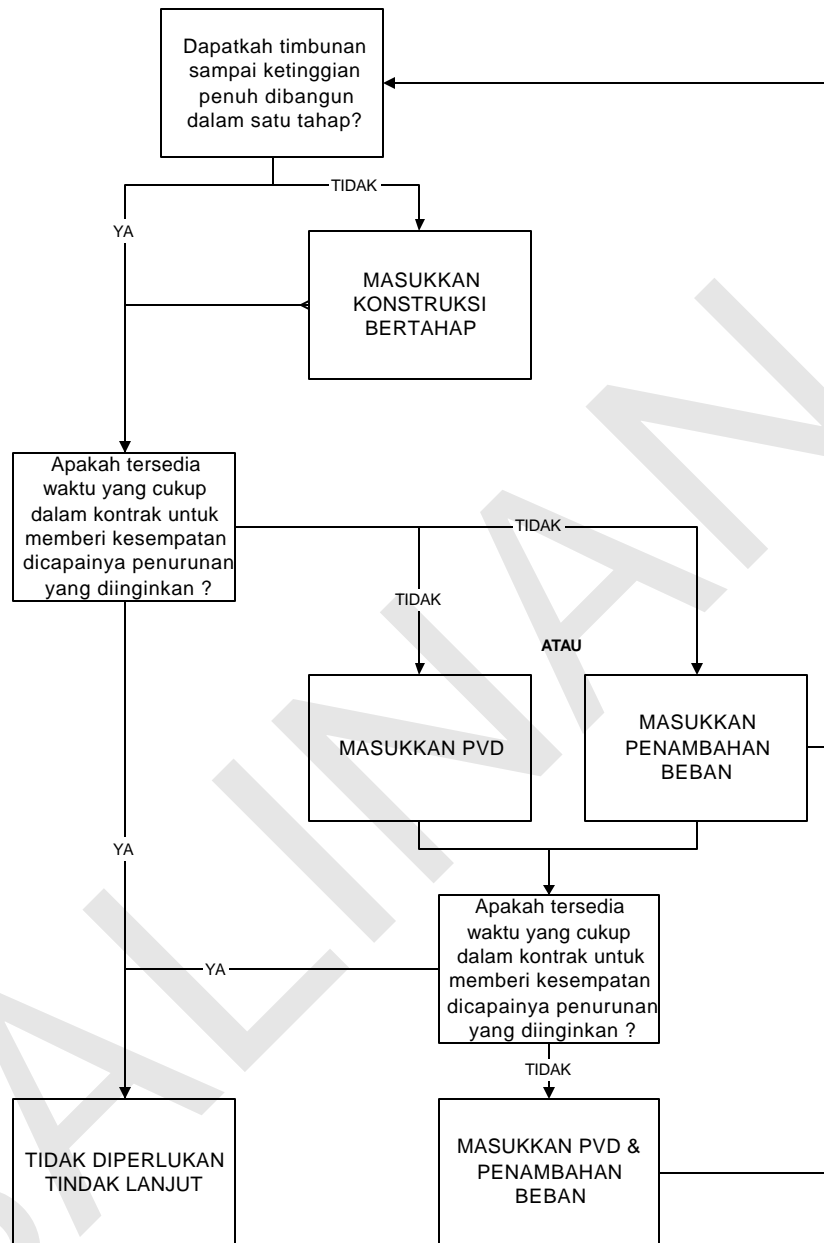 Dapatkah timbunan
sampai ketinggian
penuh dibangun
dalam satu tahap?
TIDAK
YA
MASUKKAN
KONSTRUKSI
BERTAHAP
Apakah tersedia
waktu yang cukup
dalam kontrak untuk
memberi kesempatan
dicapainya penurunan
yang diinginkan ?
TIDAK
TIDAK
ATAU
MASUKKAN PVD
MASUKKAN
PENAMBAHAN
BEBAN
YA
Apakah tersedia
waktu yang cukup
dalam kontrak untuk
memberi kesempatan
dicapainya penurunan
yang diinginkan ?
YA
TIDAK
TIDAK DIPERLUKAN
TINDAK LANJUT
MASUKKAN PVD &
PENAMBAHAN
BEBAN
SALINAN